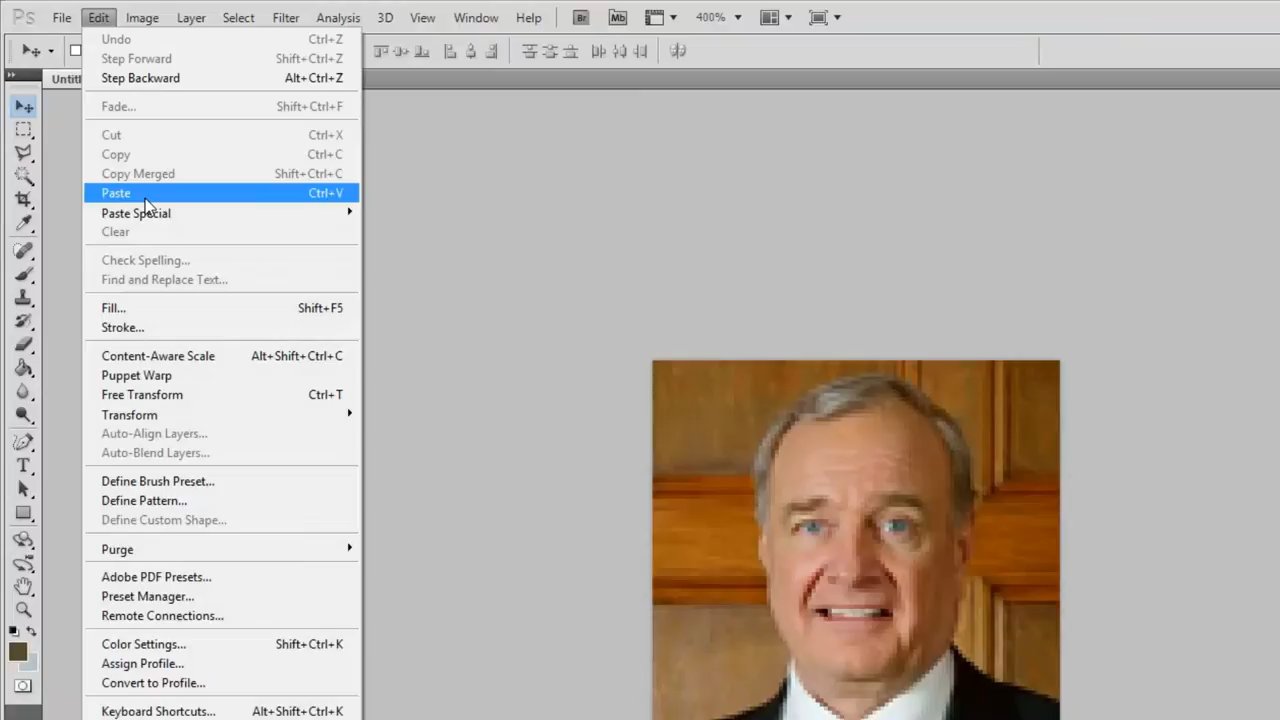 Ps File Edit Image Layer Select Filter Analysis 3D View Window Help Br Mb 400%
Undo Ctrl+Z
Step Forward Shift+Ctrl+Z
Step Backward Alt+Ctrl+Z
Fade... Shift+Ctrl+F
Cut Ctrl+X
Copy Ctrl+C
Copy Merged Shift+Ctrl+C
Paste Ctrl+V
Paste Special
Clear
Check Spelling...
Find and Replace Text...
Fill... Shift+F5
Stroke...
Content-Aware Scale Alt+Shift+Ctrl+C
Puppet Warp
Free Transform Ctrl+T
Transform
Auto-Align Layers...
Auto-Blend Layers...
Define Brush Preset...
Define Pattern...
Define Custom Shape...
Purge
Adobe PDF Presets...
Preset Manager...
Remote Connections...
Color Settings... Shift+Ctrl+K
Assign Profile...
Convert to Profile...
Keyboard Shortcuts... Alt+Shift+Ctrl+K